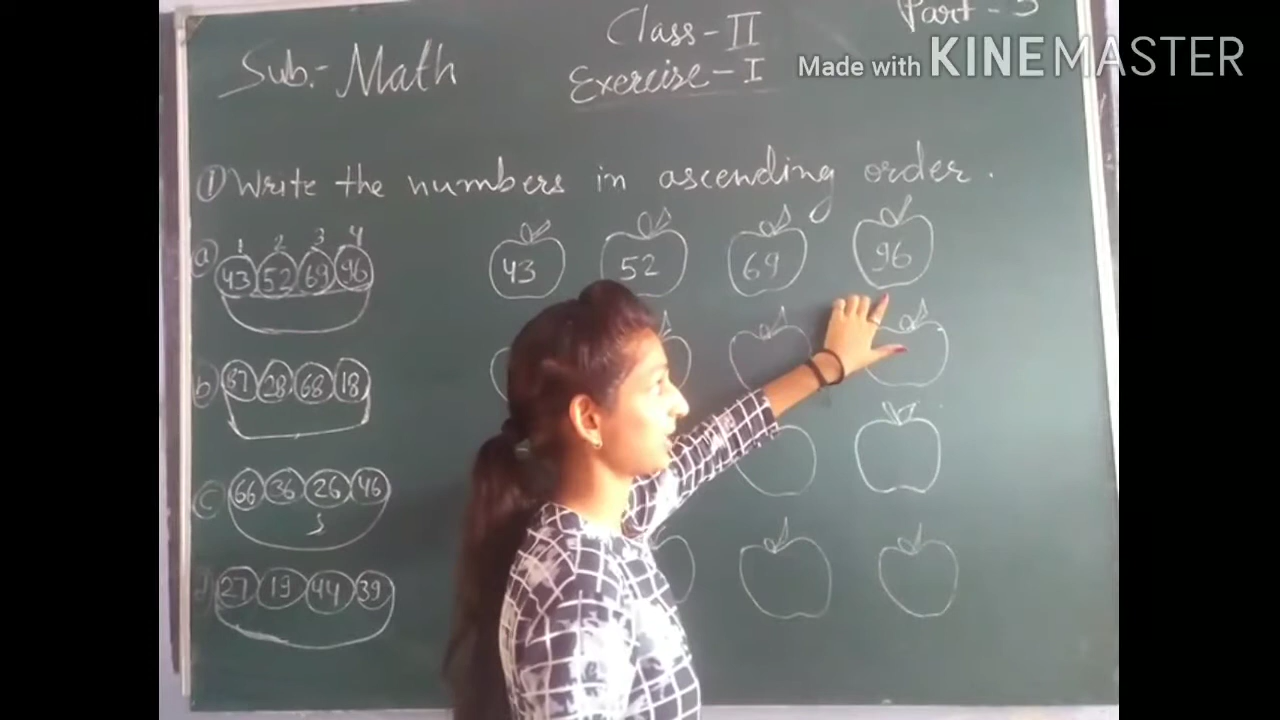 Part - 5
Class - II
Sub:- Math
Exercise - I
Made with KINEMASTER
① Write the numbers in ascending order.
1 2 3 4
a 43 52 69 96 43 52 69 96
b 87 28 68 18
c 66 36 26 46
d 27 19 44 39